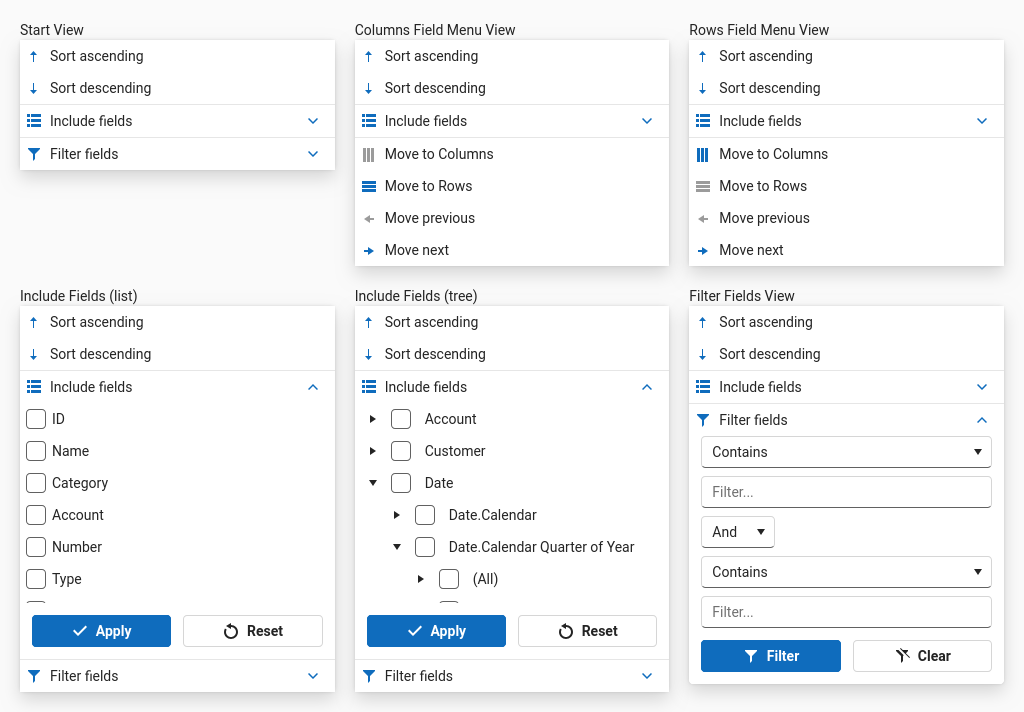 Start View
Sort ascending
Sort descending
Include fields
Filter fields
Columns Field Menu View
Sort ascending
Sort descending
Include fields
Move to Columns
Move to Rows
Move previous
Move next
Rows Field Menu View
Sort ascending
Sort descending
Include fields
Move to Columns
Move to Rows
Move previous
Move next
Include Fields (list)
Sort ascending
Sort descending
Include fields
ID
Name
Category
Account
Number
Type
Apply
Reset
Filter fields
Include Fields (tree)
Sort ascending
Sort descending
Include fields
Account
Customer
Date
Date.Calendar
Date.Calendar Quarter of Year
(All)
Apply
Reset
Filter fields
Filter Fields View
Sort ascending
Sort descending
Include fields
Filter fields
Contains
Filter...
And
Contains
Filter...
Filter
Clear